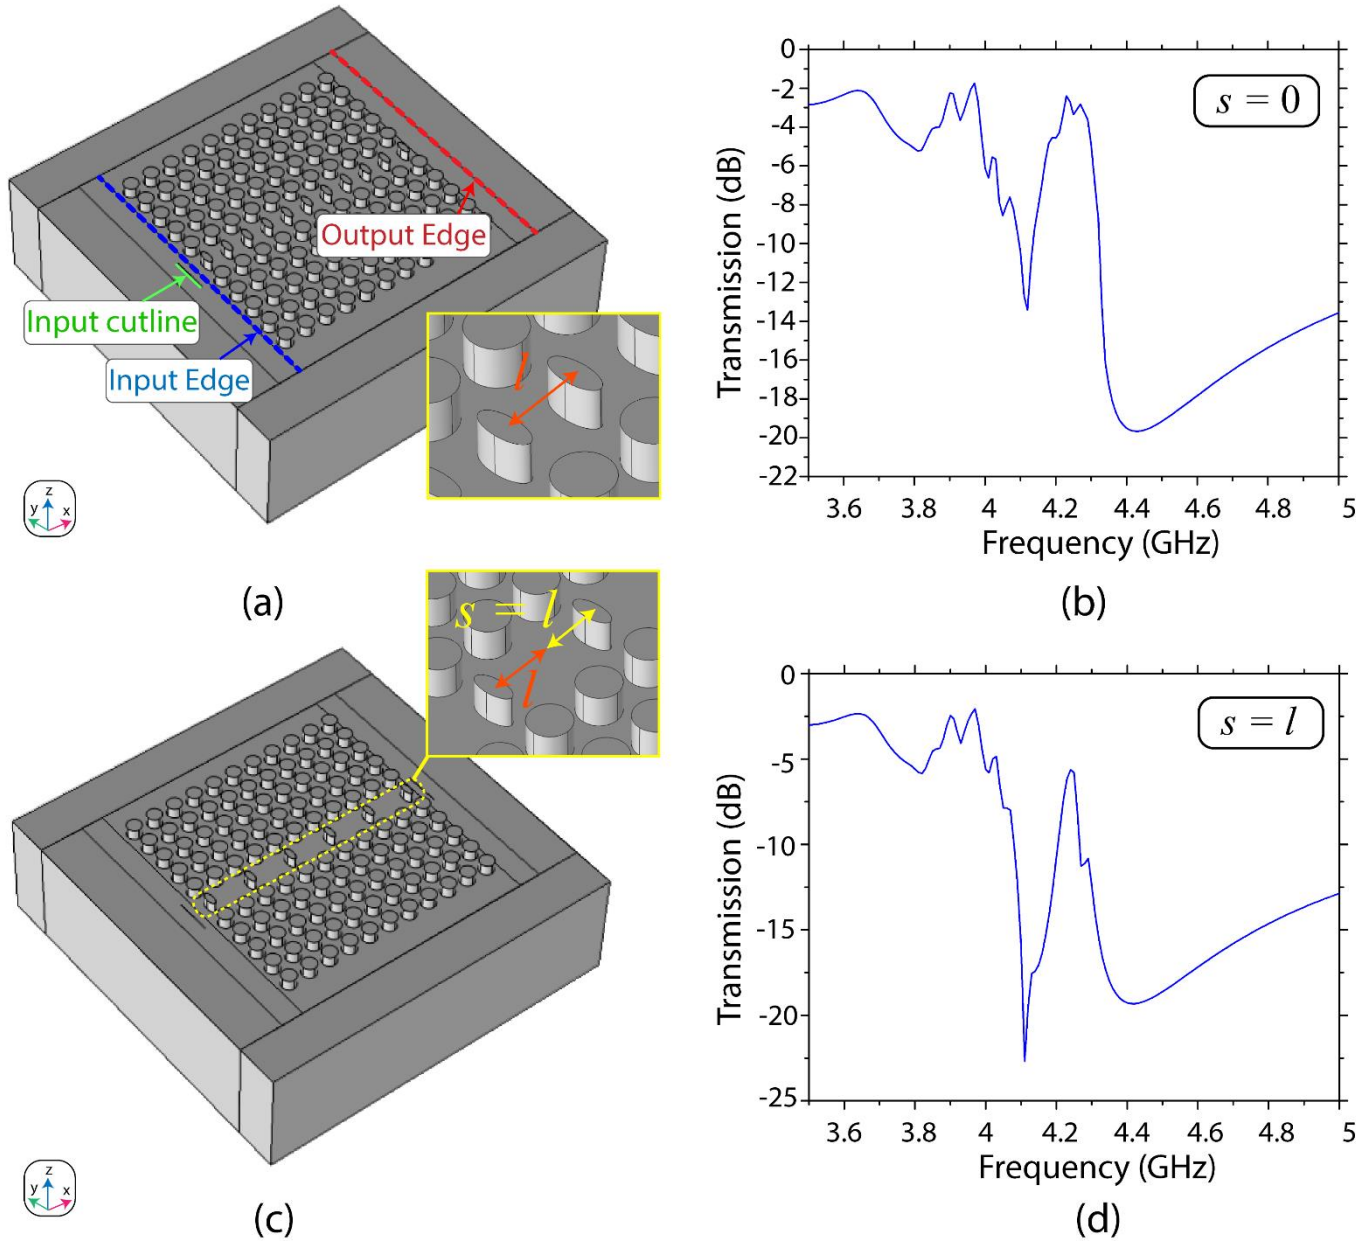 Output Edge
Input cutline
Input Edge
l
z
y
x
(a)
s = 0
Transmission (dB)
0
-2
-4
-6
-8
-10
-12
-14
-16
-18
-20
-22
3.6
3.8
4
4.2
4.4
4.6
4.8
5
Frequency (GHz)
(b)
s = l
l
z
y
x
(c)
s = l
Transmission (dB)
0
-5
-10
-15
-20
-25
3.6
3.8
4
4.2
4.4
4.6
4.8
5
Frequency (GHz)
(d)